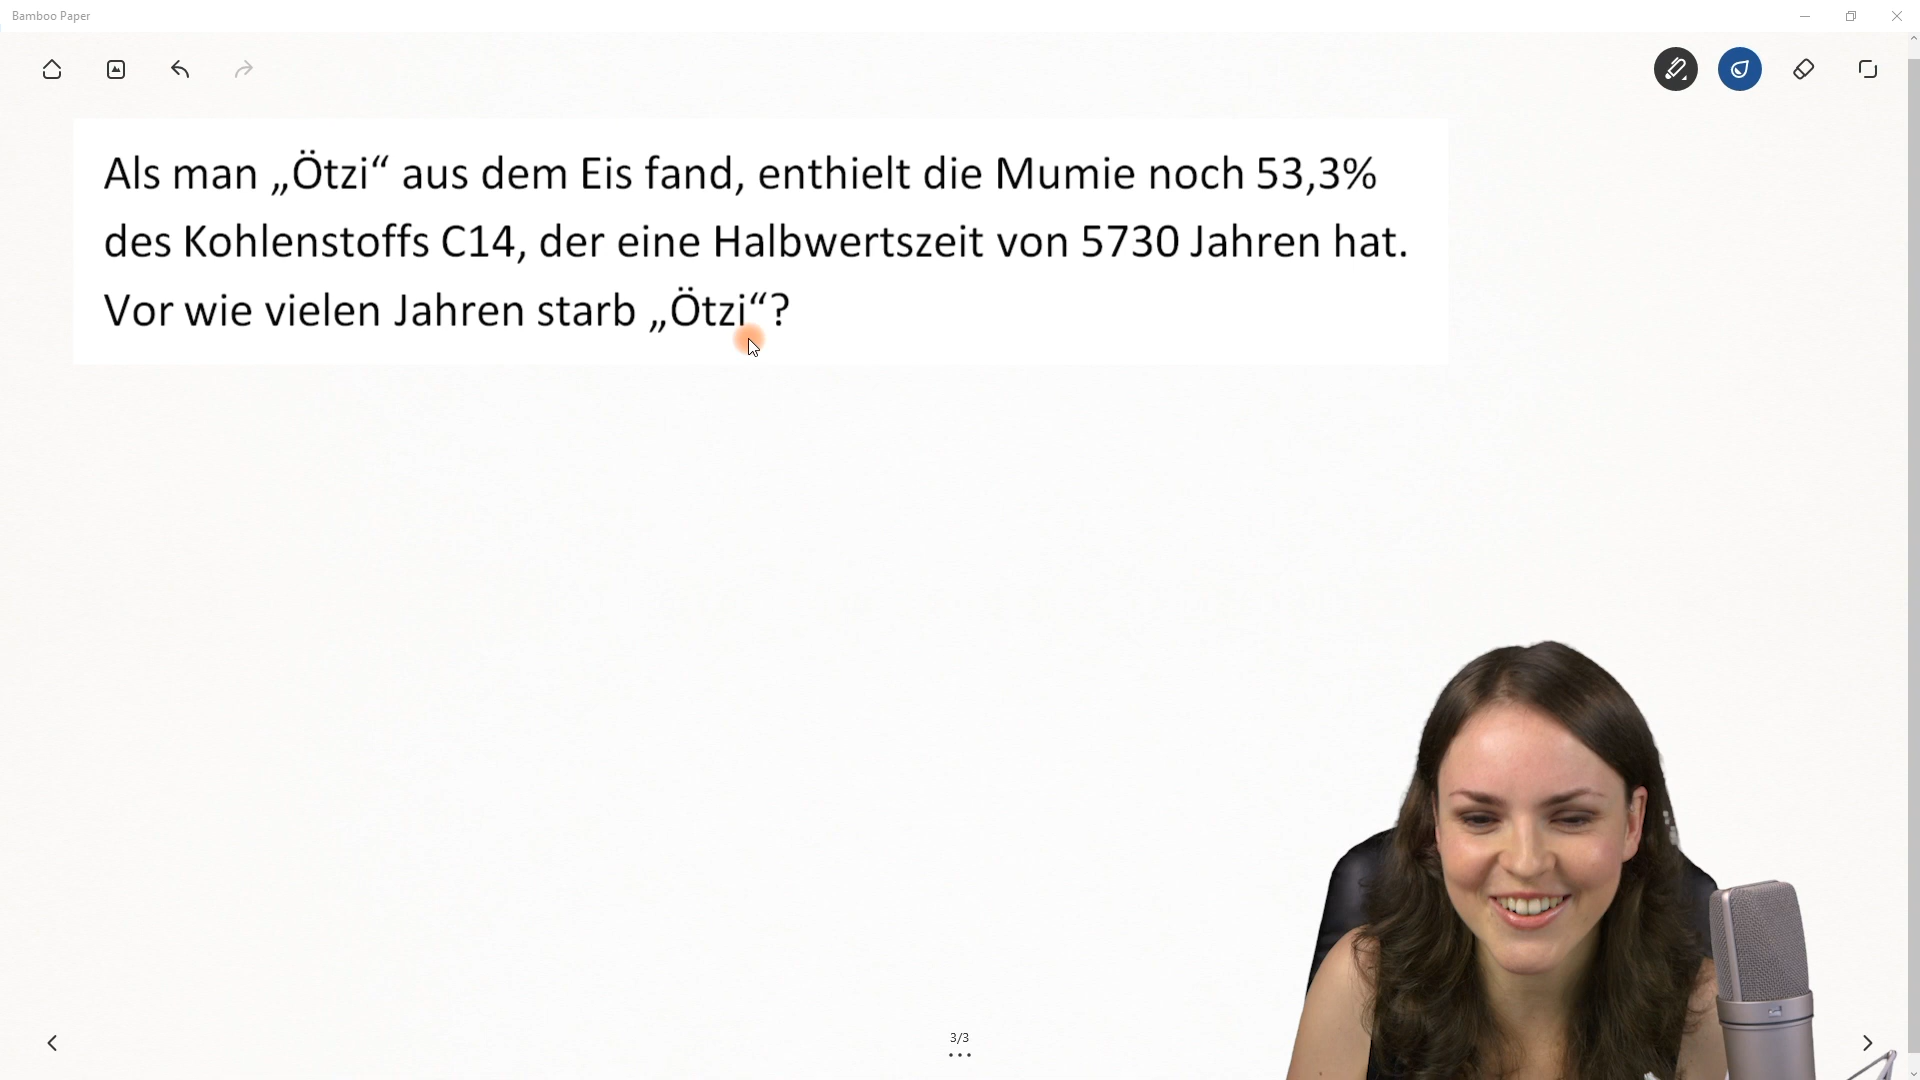 Bamboo Paper
Als man „Ötzi“ aus dem Eis fand, enthielt die Mumie noch 53,3%
des Kohlenstoffs C14, der eine Halbwertszeit von 5730 Jahren hat.
Vor wie vielen Jahren starb „Ötzi“?
3/3